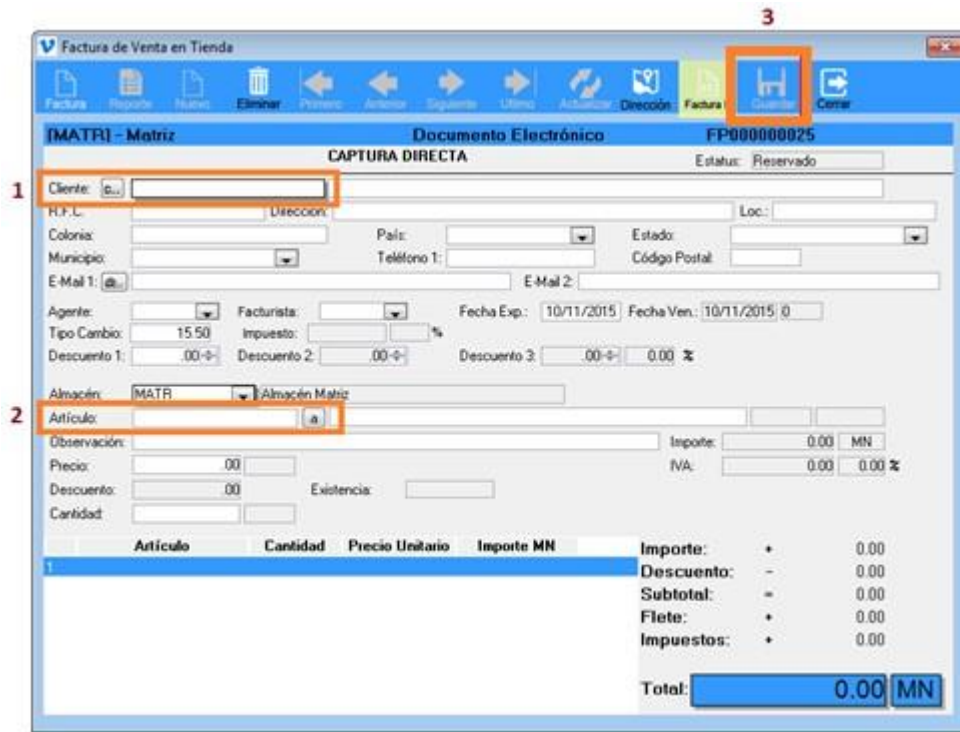 3
Factura de Venta en Tienda
Factura Reporte Nuevo Eliminar Primero Anterior Siguiente Ultimo Actualizar Dirección Factura Guardar Cerrar
[MATR] - Matriz Documento Electrónico FP000000025
CAPTURA DIRECTA Estatus: Reservado
1 Cliente: c...
R.F.C. Dirección: Loc.:
Colonia: País: Estado:
Municipio: Teléfono 1: Código Postal:
E-Mail 1: @... E-Mail 2:
Agente: Facturista: Fecha Exp.: 10/11/2015 Fecha Ven.: 10/11/2015 0
Tipo Cambio: 15.50 Impuesto: %
Descuento 1: .00 Descuento 2: .00 Descuento 3: .00 0.00 %
Almacén: MATR Almacén Matriz
2 Artículo: a
Observación: Importe: 0.00 MN
Precio: .00 IVA: 0.00 0.00 %
Descuento: .00 Existencia:
Cantidad:
Artículo Cantidad Precio Unitario Importe MN
1
Importe: + 0.00
Descuento: - 0.00
Subtotal: = 0.00
Flete: + 0.00
Impuestos: + 0.00
Total: 0.00 MN